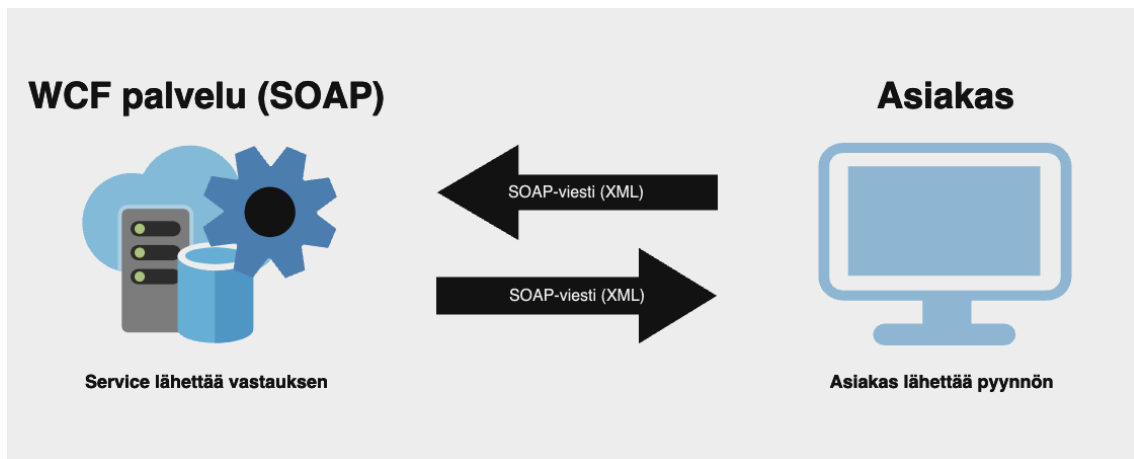 WCF palvelu (SOAP)
Asiakas
SOAP-viesti (XML)
SOAP-viesti (XML)
Service lähettää vastauksen
Asiakas lähettää pyynnön